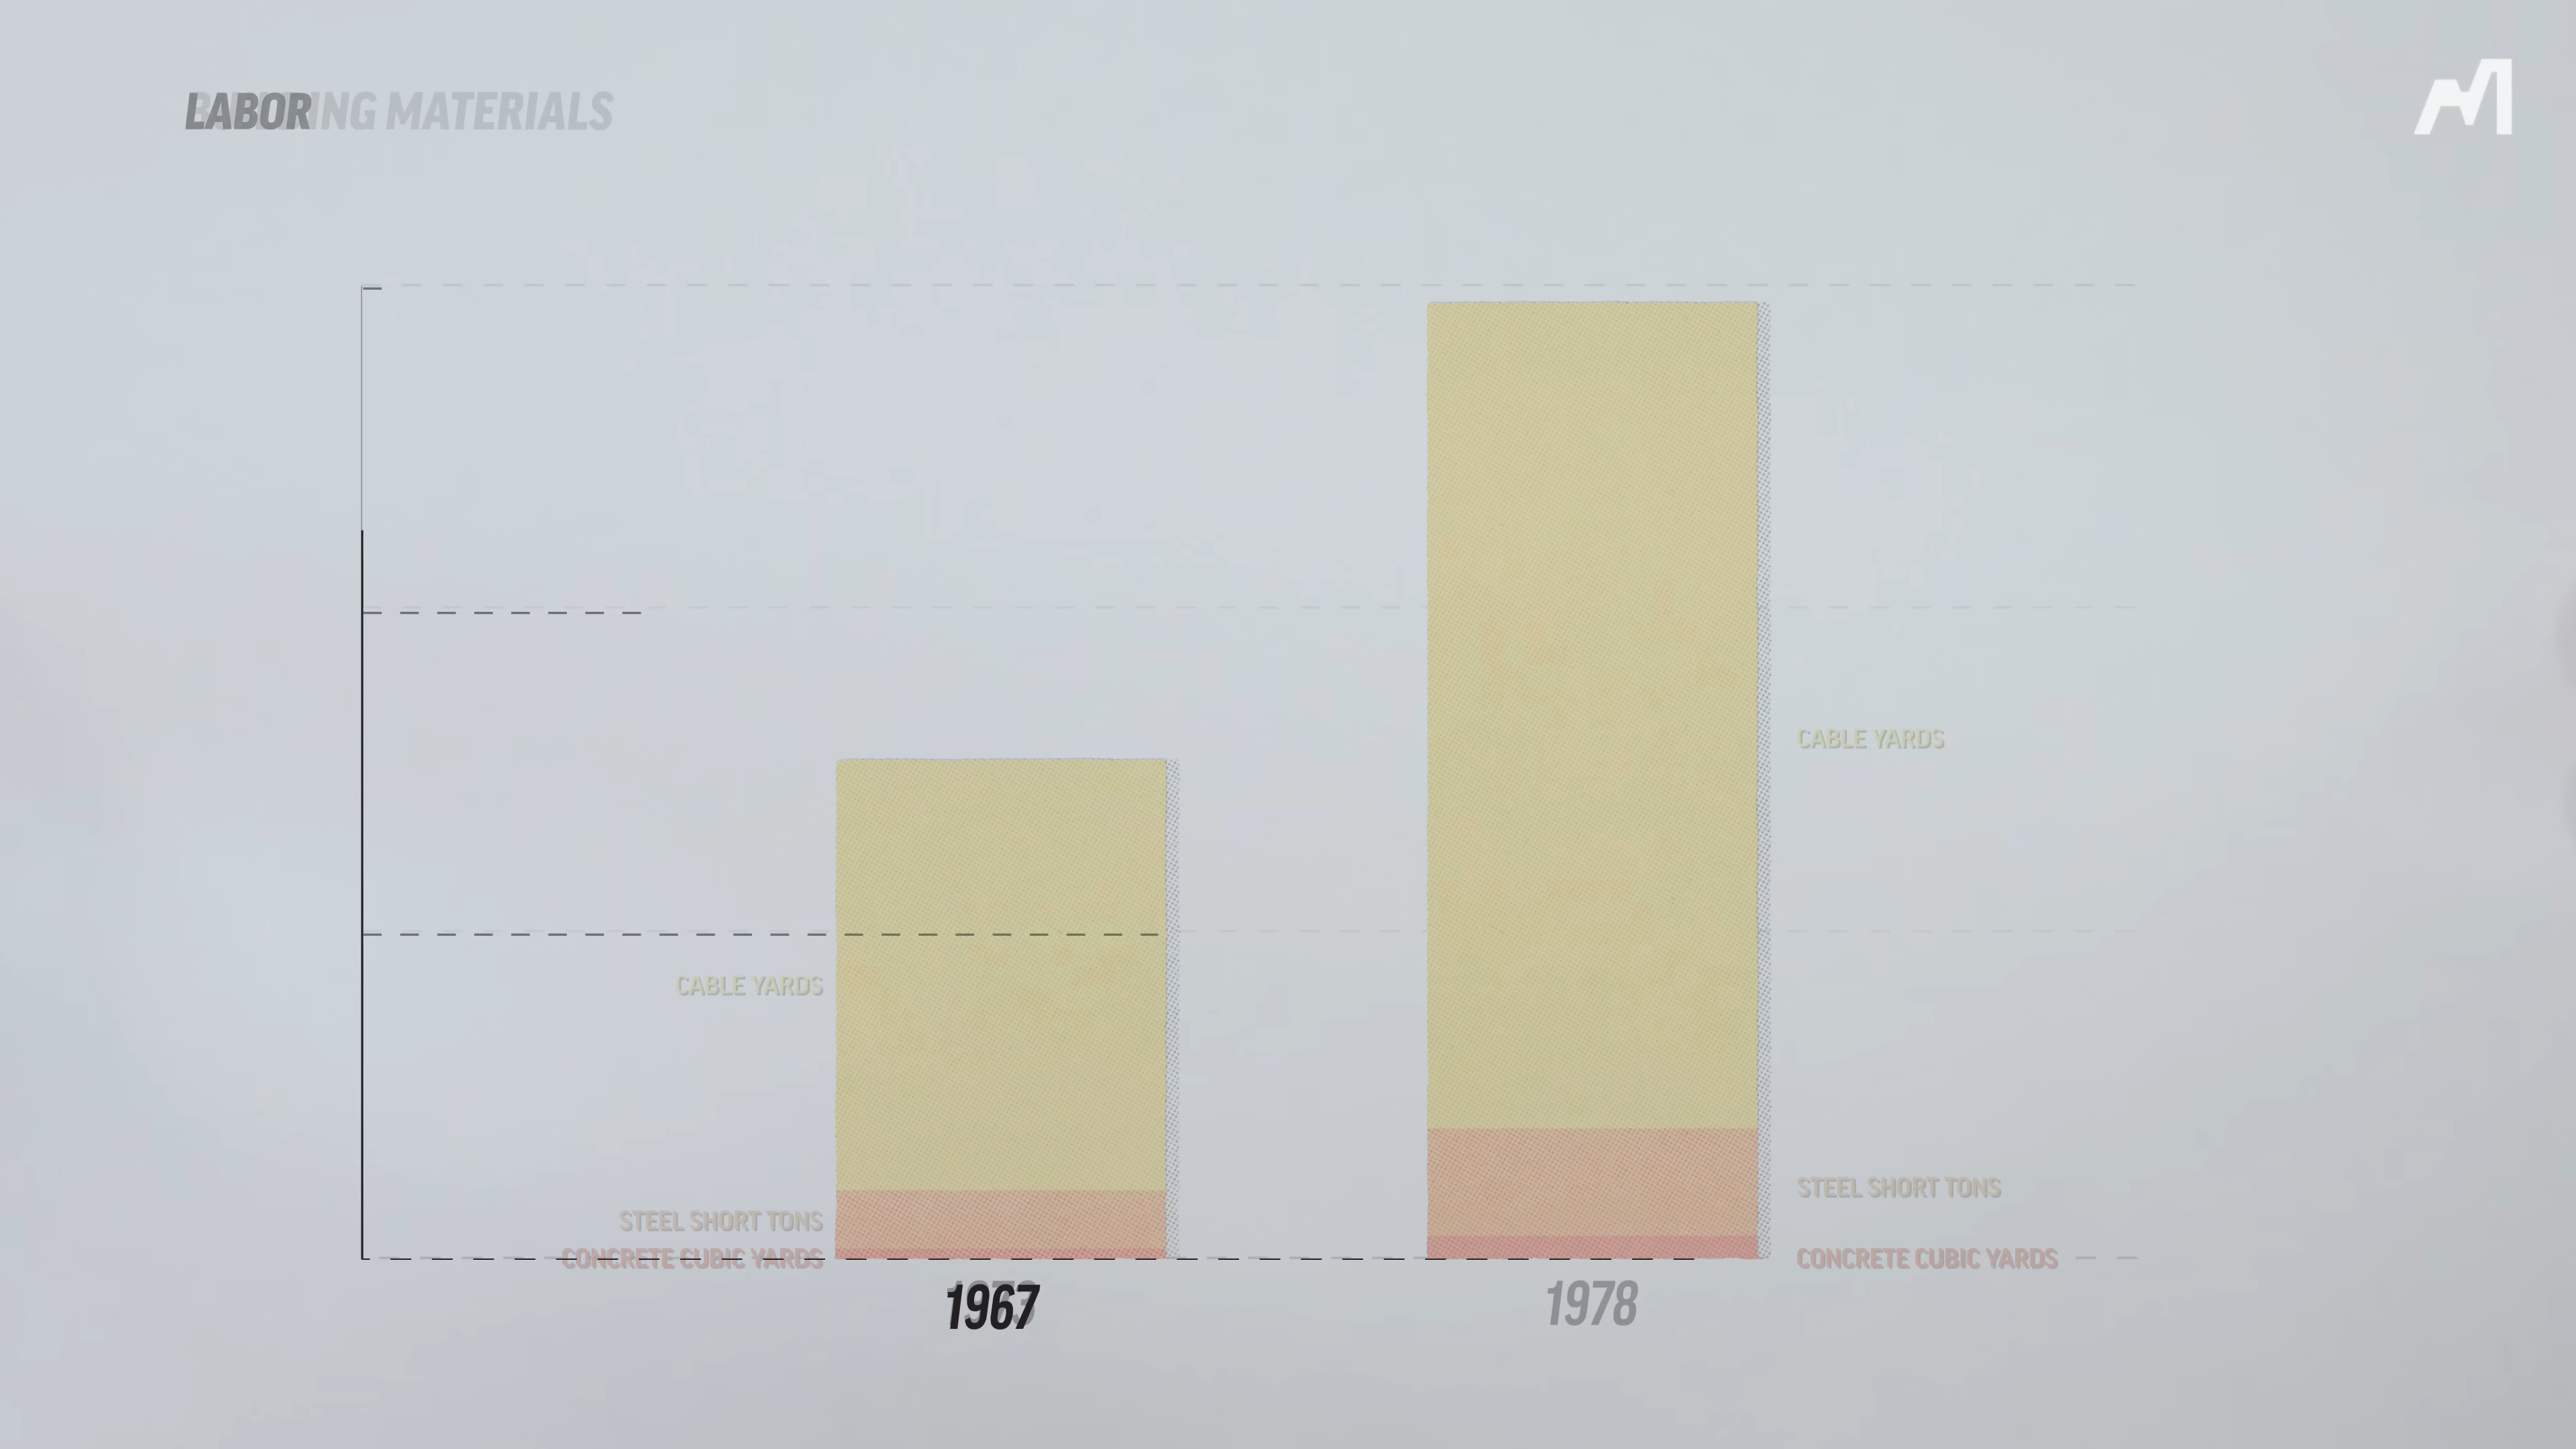 LABOR
MATERIALS
CABLE YARDS
CABLE YARDS
STEEL SHORT TONS
STEEL SHORT TONS
CONCRETE CUBIC YARDS
CONCRETE CUBIC YARDS
1967
1978